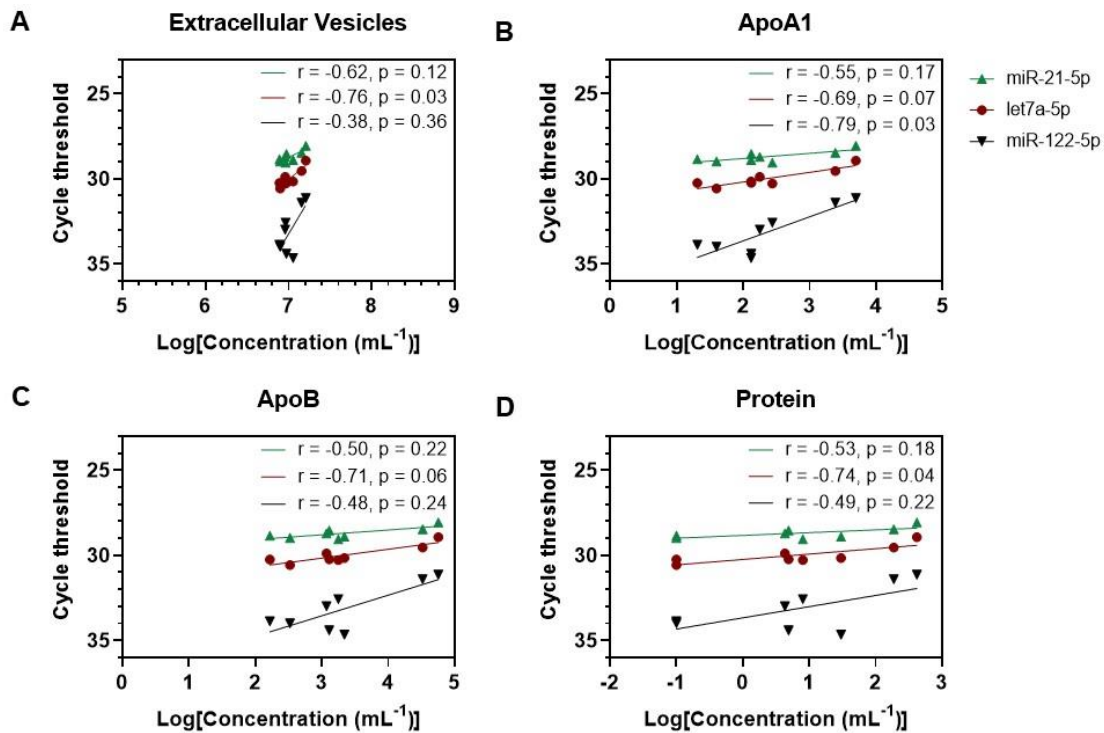 A
Extracellular Vesicles
r = -0.62, p = 0.12
r = -0.76, p = 0.03
r = -0.38, p = 0.36
Cycle threshold
25
30
35
5 6 7 8 9
Log[Concentration (mL⁻¹)]
B
ApoA1
r = -0.55, p = 0.17
r = -0.69, p = 0.07
r = -0.79, p = 0.03
Cycle threshold
25
30
35
0 1 2 3 4 5
Log[Concentration (mL⁻¹)]
miR-21-5p
let7a-5p
miR-122-5p
C
ApoB
r = -0.50, p = 0.22
r = -0.71, p = 0.06
r = -0.48, p = 0.24
Cycle threshold
25
30
35
0 1 2 3 4 5
Log[Concentration (mL⁻¹)]
D
Protein
r = -0.53, p = 0.18
r = -0.74, p = 0.04
r = -0.49, p = 0.22
Cycle threshold
25
30
35
-2 -1 0 1 2 3
Log[Concentration (mL⁻¹)]